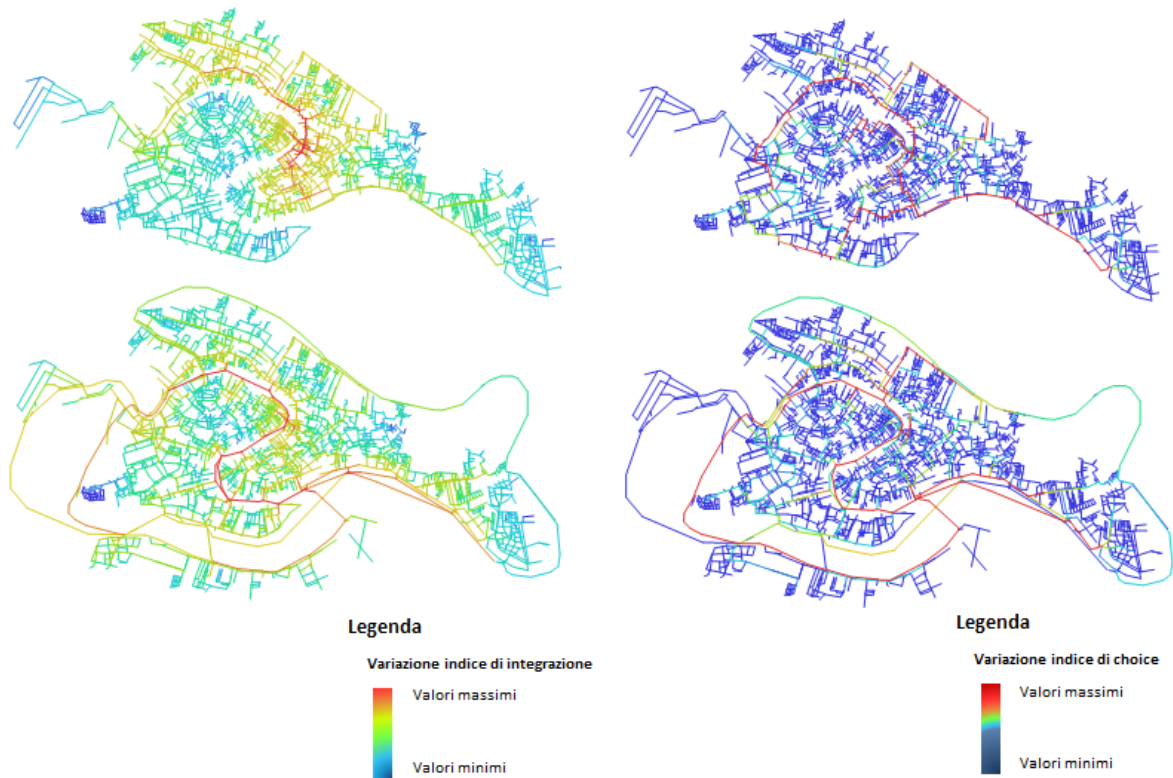 Legenda
Variazione indice di integrazione
Valori massimi
Valori minimi
Legenda
Variazione indice di choice
Valori massimi
Valori minimi